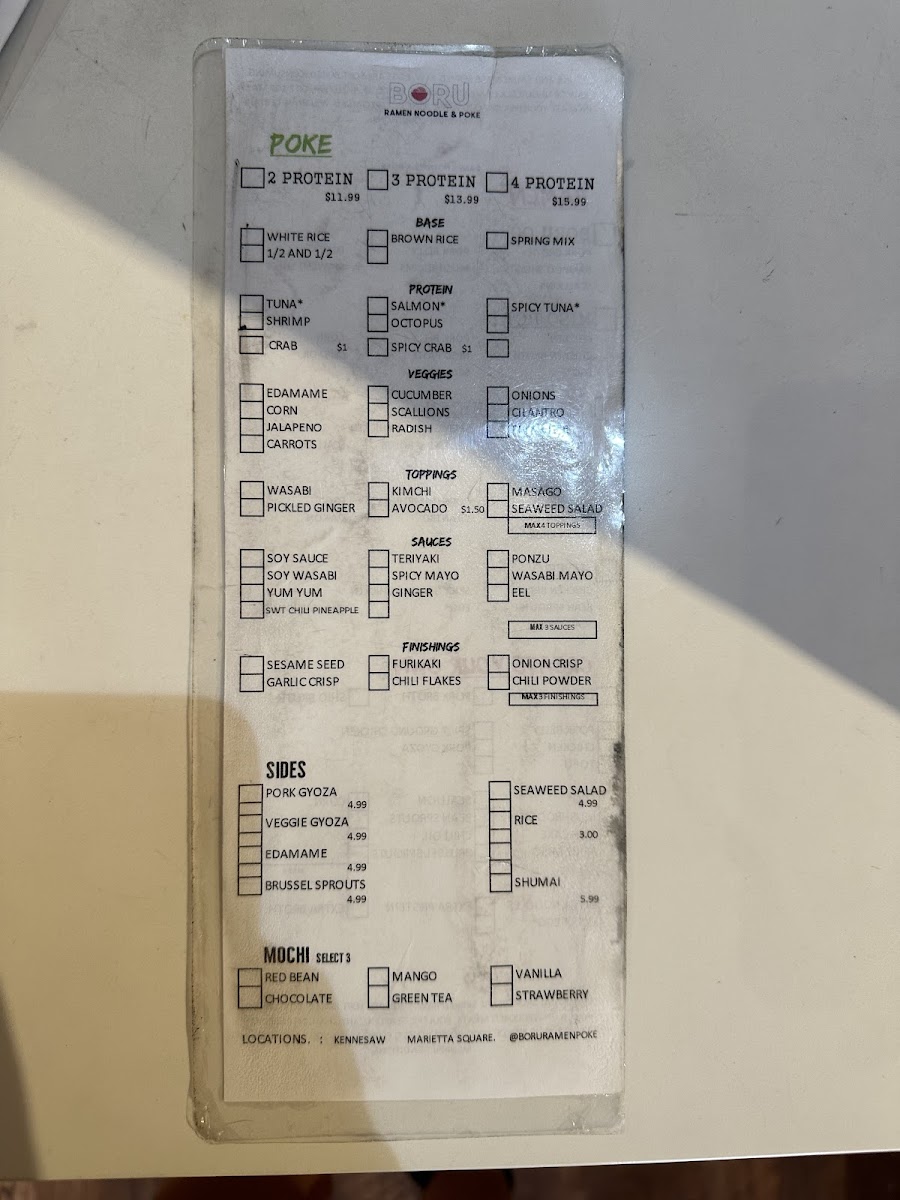 BORU
RAMEN NOODLE & POKE
POKE
2 PROTEIN 3 PROTEIN 4 PROTEIN
$11.99 $13.99 $15.99
BASE
WHITE RICE BROWN RICE SPRING MIX
1/2 AND 1/2
PROTEIN
TUNA* SALMON* SPICY TUNA*
SHRIMP OCTOPUS
CRAB $1 SPICY CRAB $1
VEGGIES
EDAMAME CUCUMBER ONIONS
CORN SCALLIONS CILANTRO
JALAPENO RADISH
CARROTS
TOPPINGS
WASABI KIMCHI MASAGO
PICKLED GINGER AVOCADO $1.50 SEAWEED SALAD
MAX 4 TOPPINGS
SAUCES
SOY SAUCE TERIYAKI PONZU
SOY WASABI SPICY MAYO WASABI MAYO
YUM YUM GINGER EEL
SWT CHILI PINEAPPLE
MAX 3 SAUCES
FINISHINGS
SESAME SEED FURIKAKI ONION CRISP
GARLIC CRISP CHILI FLAKES CHILI POWDER
MAX 3 FINISHINGS
SIDES
PORK GYOZA SEAWEED SALAD
4.99 4.99
VEGGIE GYOZA RICE
4.99 3.00
EDAMAME
4.99
BRUSSEL SPROUTS SHUMAI
4.99 5.99
MOCHI SELECT 3
RED BEAN MANGO VANILLA
CHOCOLATE GREEN TEA STRAWBERRY
LOCATIONS. : KENNESAW MARIETTA SQUARE. @BORURAMENPOKE